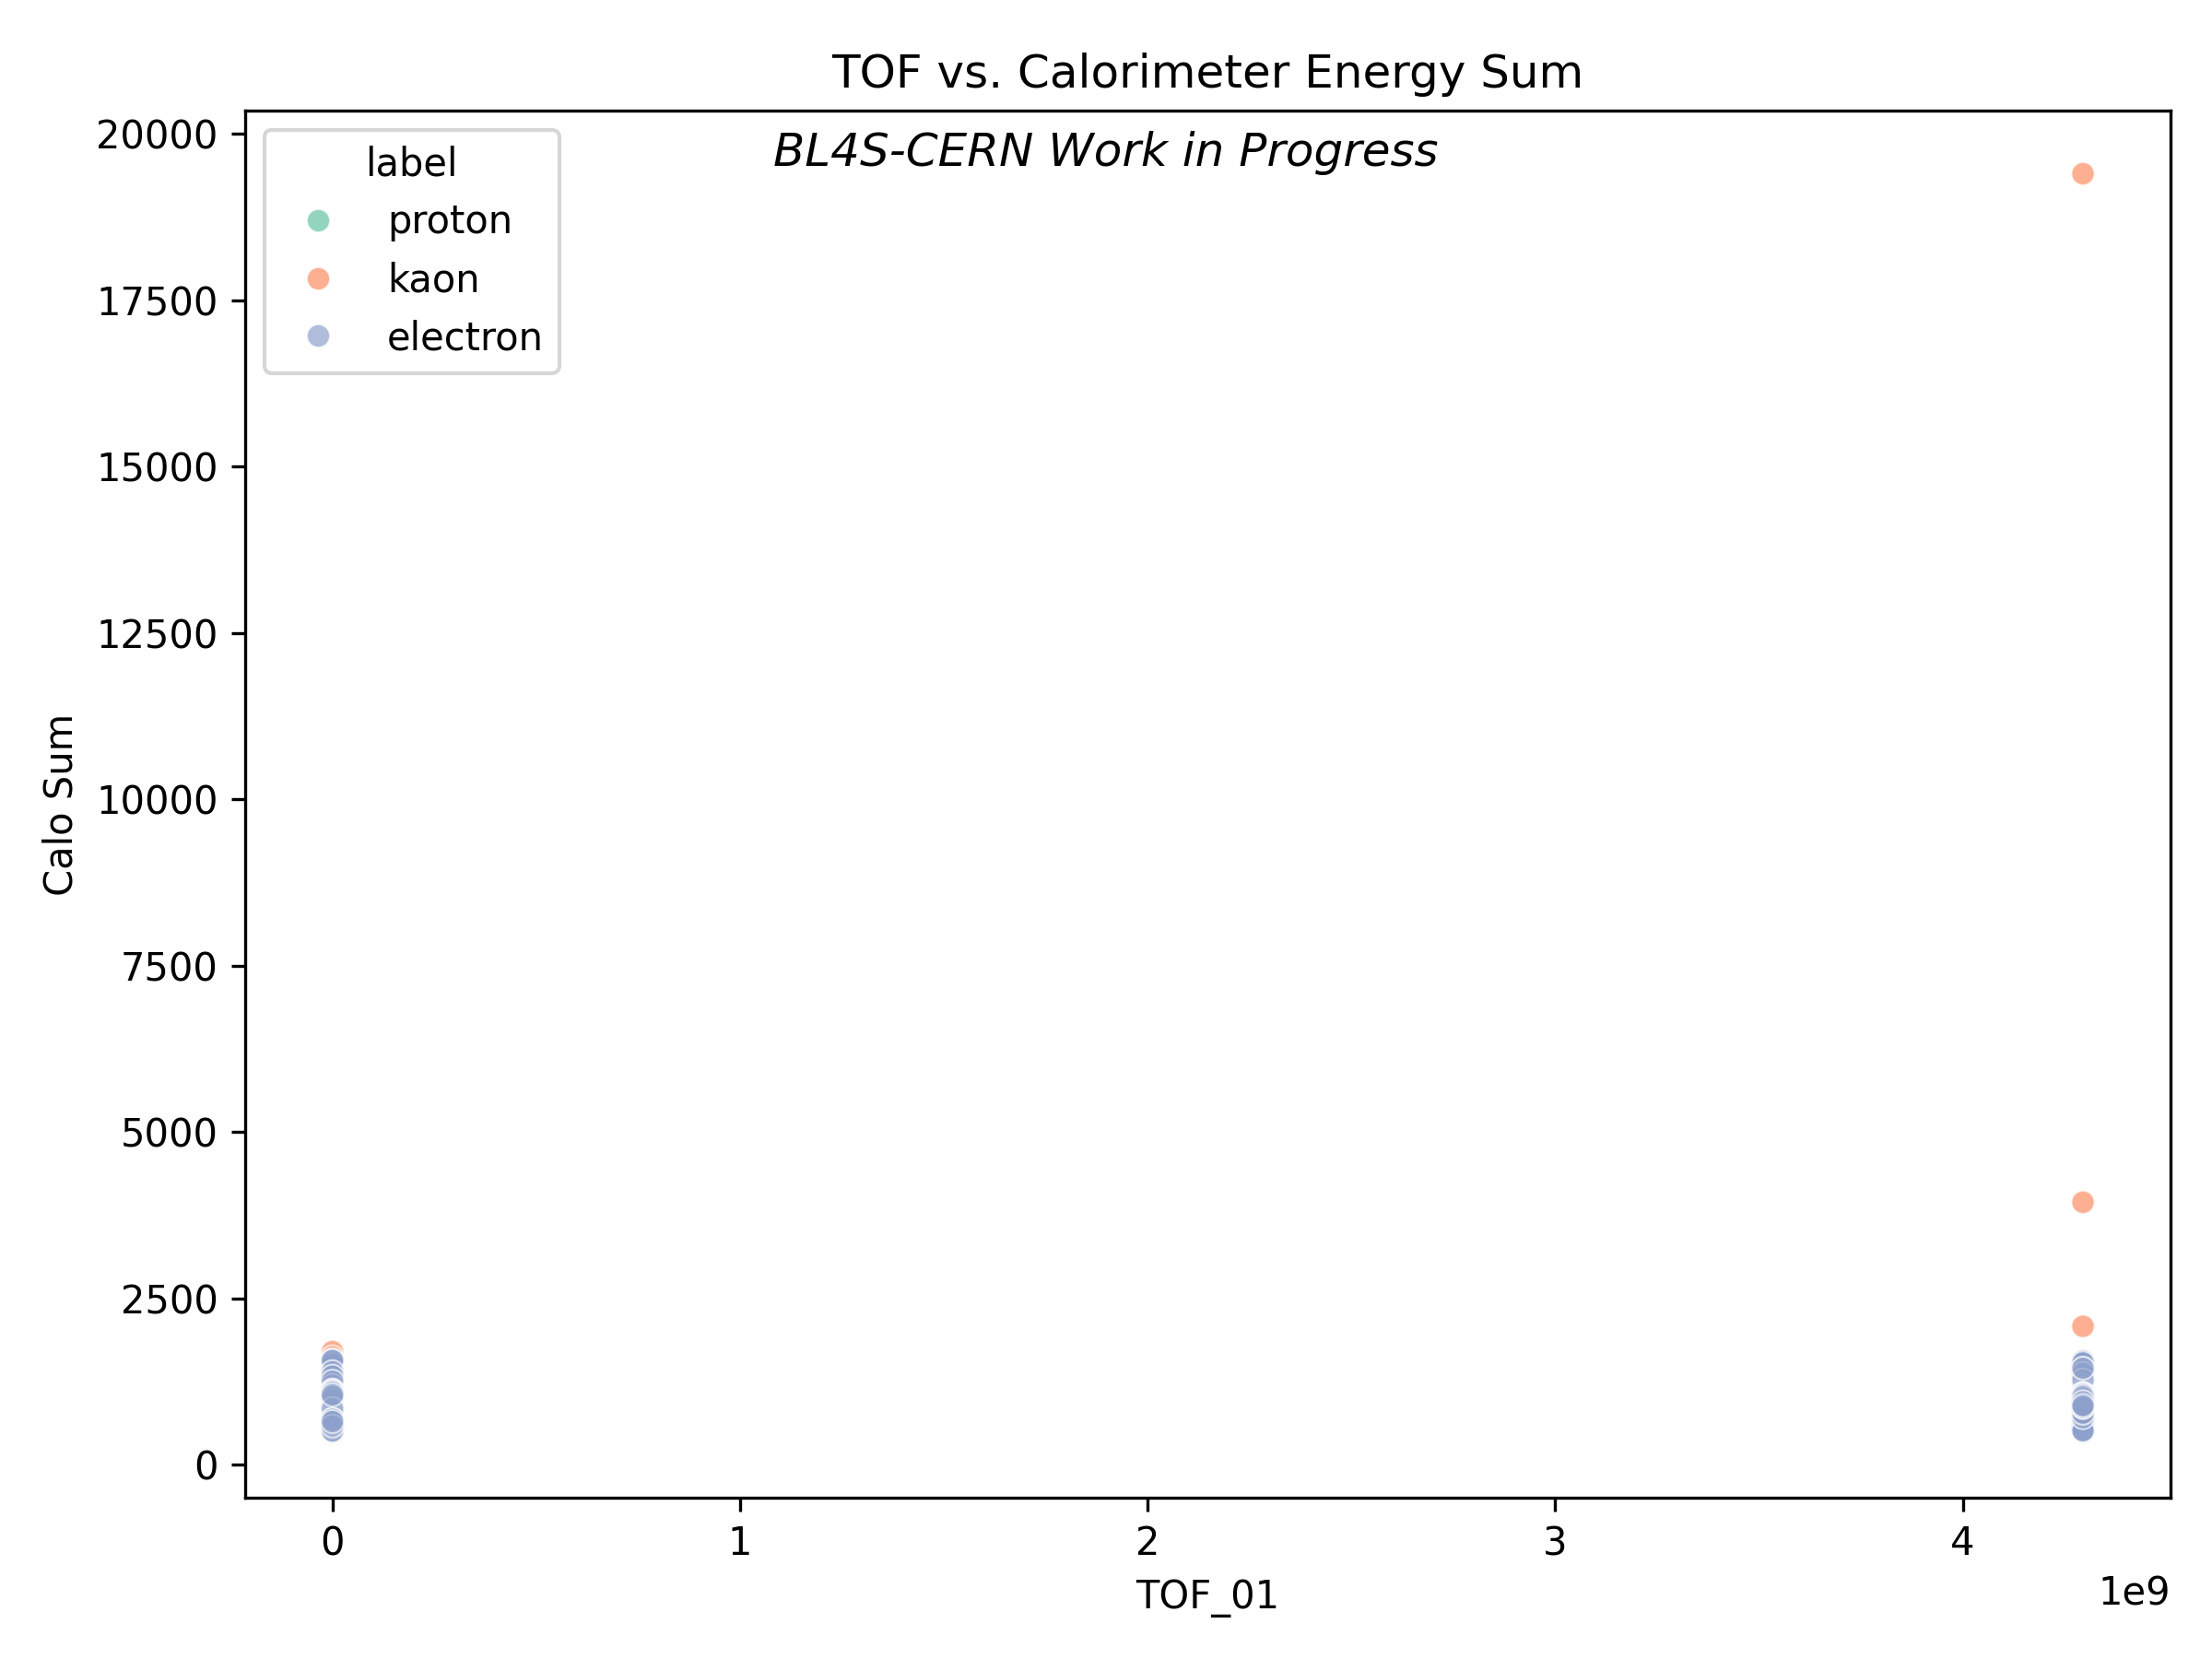 TOF vs. Calorimeter Energy Sum
BL4S-CERN Work in Progress
label
proton
kaon
electron
Calo Sum
20000
17500
15000
12500
10000
7500
5000
2500
0
0 1 2 3 4
1e9
TOF_01